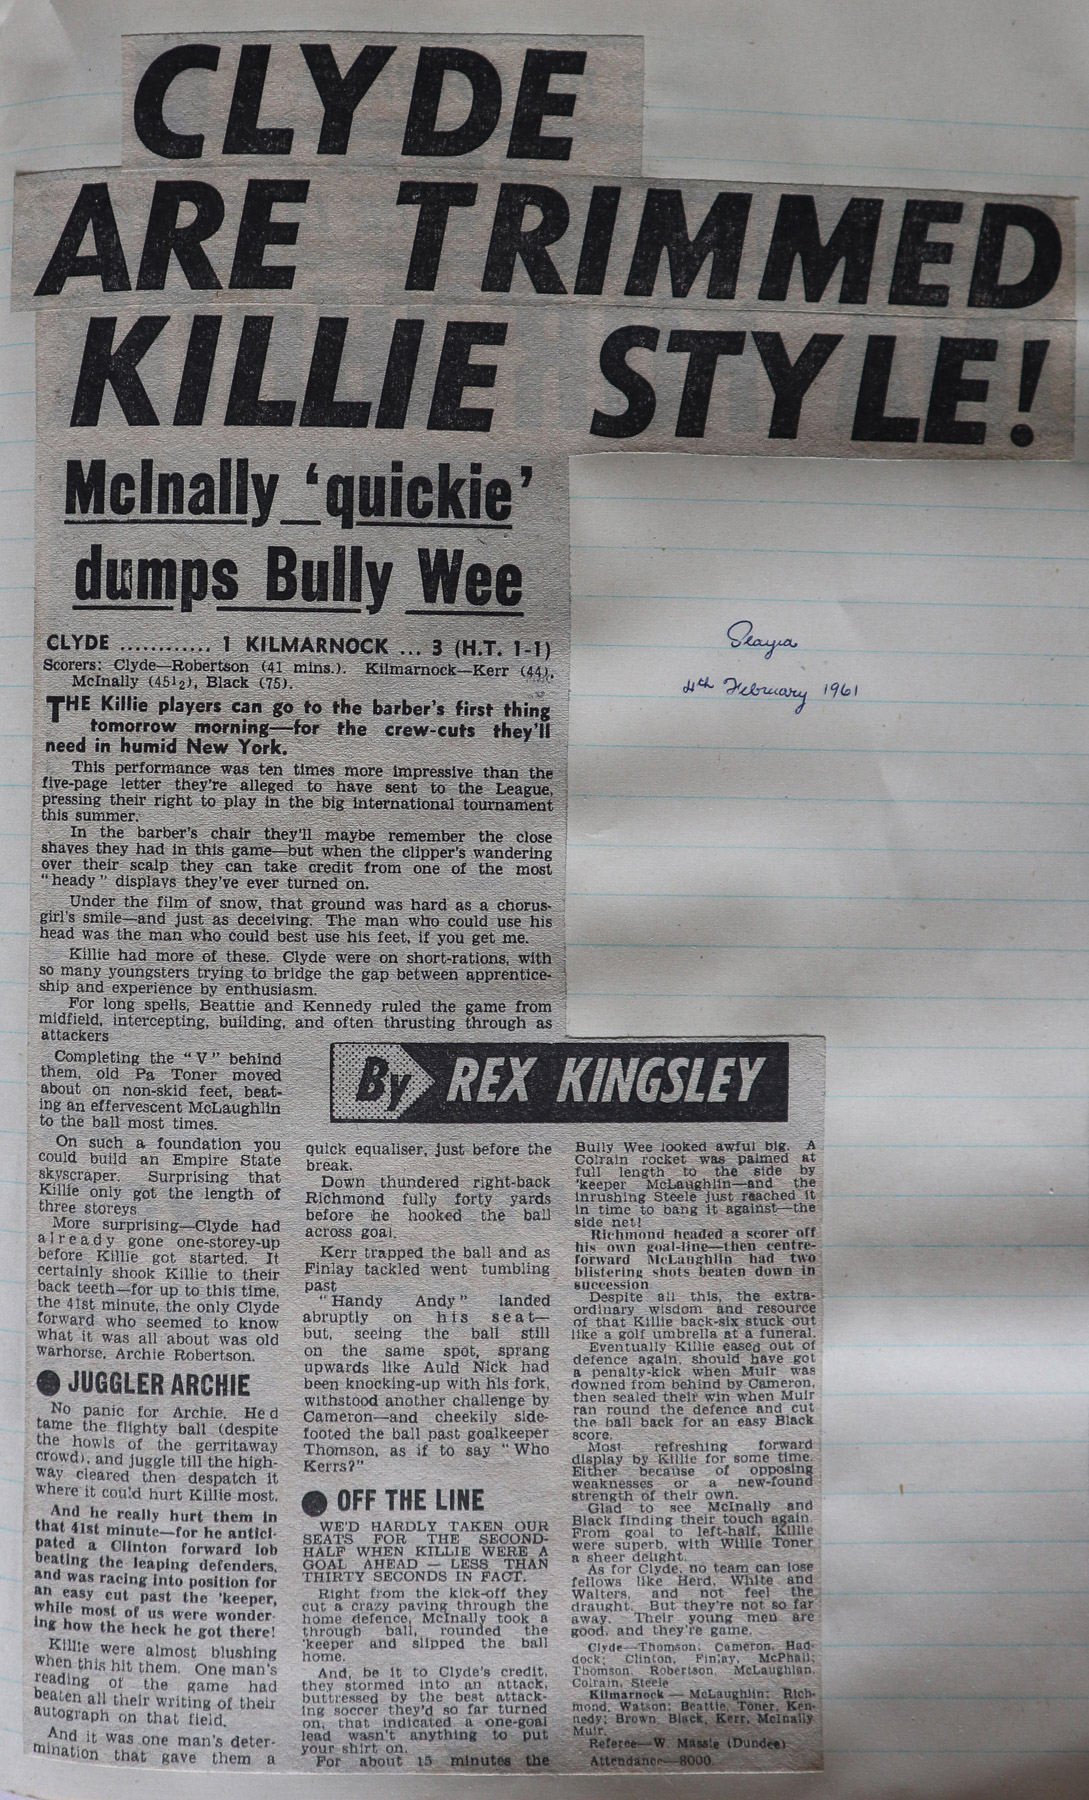 CLYDE
ARE TRIMMED
KILLIE STYLE!
McInally 'quickie'
dumps Bully Wee
4th February 1961
CLYDE ............ 1 KILMARNOCK ... 3 (H.T. 1-1)
Scorers: Clyde—Robertson (41 mins.). Kilmarnock—Kerr (44),
McInally (45½), Black (75).
THE Killie players can go to the barber's first thing
tomorrow morning—for the crew-cuts they'll
need in humid New York.
This performance was ten times more impressive than the
five-page letter they're alleged to have sent to the League,
pressing their right to play in the big international tournament
this summer.
In the barber's chair they'll maybe remember the close
shaves they had in this game—but when the clipper's wandering
over their scalp they can take credit from one of the most
"heady" displays they've ever turned on.
Under the film of snow, that ground was hard as a chorus-
girl's smile—and just as deceiving. The man who could use his
head was the man who could best use his feet, if you get me.
Killie had more of these. Clyde were on short-rations, with
so many youngsters trying to bridge the gap between apprentice-
ship and experience by enthusiasm.
For long spells, Beattie and Kennedy ruled the game from
midfield, intercepting, building, and often thrusting through as
attackers
Completing the "V" behind
them, old Pa Toner moved
about on non-skid feet, beat-
ing an effervescent McLaughlin
to the ball most times.
On such a foundation you
could build an Empire State
skyscraper. Surprising that
Killie only got the length of
three storeys
More surprising—Clyde had
already gone one-storey-up
before Killie got started. It
certainly shook Killie to their
back teeth—for up to this time,
the 41st minute, the only Clyde
forward who seemed to know
what it was all about was old
warhorse, Archie Robertson.
● JUGGLER ARCHIE
No panic for Archie. He d
tame the flighty ball (despite
the howls of the gerritaway
crowd), and juggle till the high-
way cleared then despatch it
where it could hurt Killie most.
And he really hurt them in
that 41st minute—for he antici-
pated a Clinton forward lob
beating the leaping defenders,
and was racing into position for
an easy cut past the 'keeper,
while most of us were wonder-
ing how the heck he got there!
Killie were almost blushing
when this hit them. One man's
reading of the game had
beaten all their writing of their
autograph on that field.
And it was one man's deter-
mination that gave them a
By REX KINGSLEY
quick equaliser, just before the
break.
Down thundered right-back
Richmond fully forty yards
before he hooked the ball
across goal.
Kerr trapped the ball and as
Finlay tackled went tumbling
past
"Handy Andy" landed
abruptly on his seat—
but, seeing the ball still
on the same spot, sprang
upwards like Auld Nick had
been knocking-up with his fork,
withstood another challenge by
Cameron—and cheekily side-
footed the ball past goalkeeper
Thomson, as if to say "Who
Kerrs?"
● OFF THE LINE
WE'D HARDLY TAKEN OUR
SEATS FOR THE SECOND-
HALF WHEN KILLIE WERE A
GOAL AHEAD — LESS THAN
THIRTY SECONDS IN FACT.
Right from the kick-off they
cut a crazy paving through the
home defence, McInally took a
through ball, rounded the
'keeper and slipped the ball
home.
And, be it to Clyde's credit,
they stormed into an attack,
buttressed by the best attack-
ing soccer they'd so far turned
on, that indicated a one-goal
lead wasn't anything to put
your shirt on.
For about 15 minutes the
Bully Wee looked awful big. A
Colrain rocket was palmed at
full length to the side by
'keeper McLaughlin—and the
inrushing Steele just reached it
in time to bang it against—the
side net!
Richmond headed a scorer off
his own goal-line—then centre-
forward McLaughlin had two
blistering shots beaten down in
succession
Despite all this, the extra-
ordinary wisdom and resource
of that Killie back-six stuck out
like a golf umbrella at a funeral.
Eventually Killie eased out of
defence again, should have got
a penalty-kick when Muir was
downed from behind by Cameron,
then sealed their win when Muir
ran round the defence and cut
the ball back for an easy Black
score.
Most refreshing forward
display by Killie for some time.
Either because of opposing
weaknesses or a new-found
strength of their own.
Glad to see McInally and
Black finding their touch again.
From goal to left-half, Killie
were superb, with Willie Toner
a sheer delight.
As for Clyde, no team can lose
fellows like Herd, White and
Walters, and not feel the
draught. But they're not so far
away. Their young men are
good, and they're game.
Clyde—Thomson; Cameron, Had-
dock; Clinton, Finlay, McPhail;
Thomson, Robertson, McLaughlan,
Colrain, Steele
Kilmarnock — McLaughlin; Rich-
mond, Watson; Beattie, Toner, Ken-
nedy; Brown, Black, Kerr, McInally
Muir.
Referee—W. Massie (Dundee)
Attendance—8000